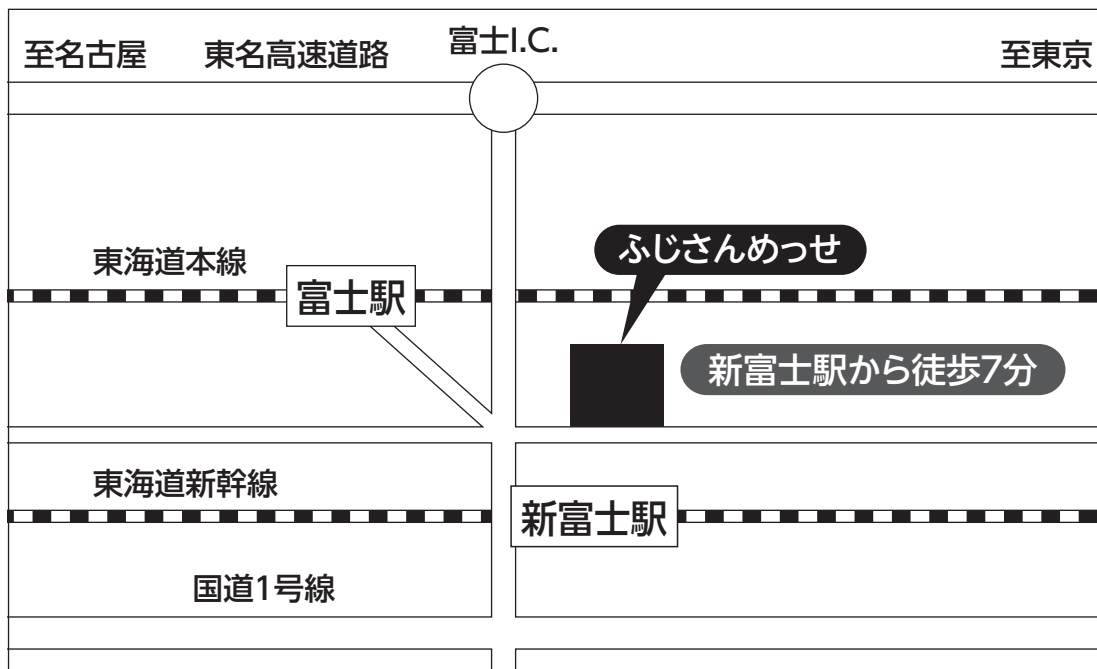 至名古屋
東名高速道路
富士I.C.
至東京
東海道本線
富士駅
ふじさんめっせ
新富士駅から徒歩7分
東海道新幹線
新富士駅
国道1号線